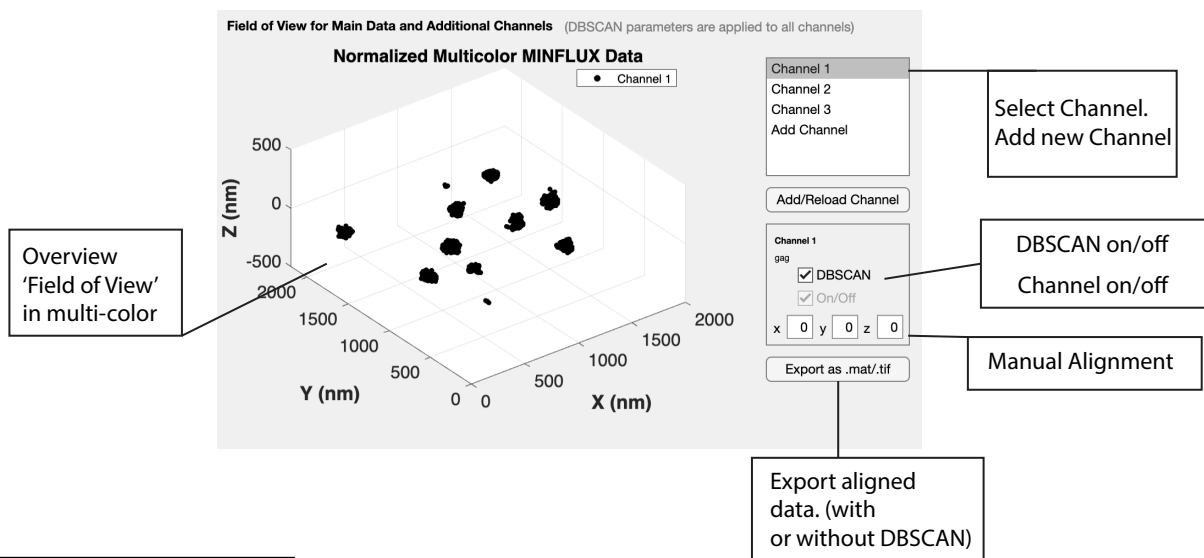 Field of View for Main Data and Additional Channels (DBSCAN parameters are applied to all channels)
Normalized Multicolor MINFLUX Data
Channel 1
500
0
-500
Z (nm)
2000
1500
1000
500
0
Y (nm)
0
500
1000
1500
2000
X (nm)
Channel 1
Channel 2
Channel 3
Add Channel
Add/Reload Channel
Channel 1
gag
DBSCAN
On/Off
x 0 y 0 z 0
Export as .mat/.tif
Overview
'Field of View'
in multi-color
Select Channel.
Add new Channel
DBSCAN on/off
Channel on/off
Manual Alignment
Export aligned
data. (with
or without DBSCAN)